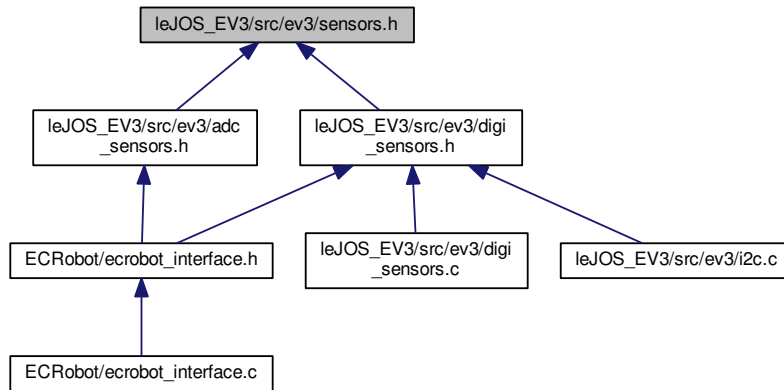 leJOS_EV3/src/ev3/sensors.h
leJOS_EV3/src/ev3/adc
_sensors.h
leJOS_EV3/src/ev3/digi
_sensors.h
ECRobot/ecrobot_interface.h
leJOS_EV3/src/ev3/digi
_sensors.c
leJOS_EV3/src/ev3/i2c.c
ECRobot/ecrobot_interface.c